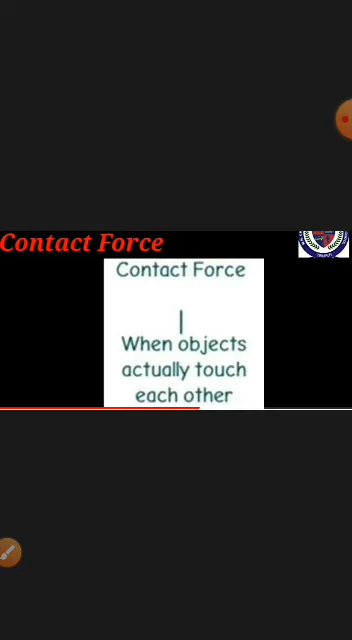 Contact Force
Contact Force
|
When objects
actually touch
each other